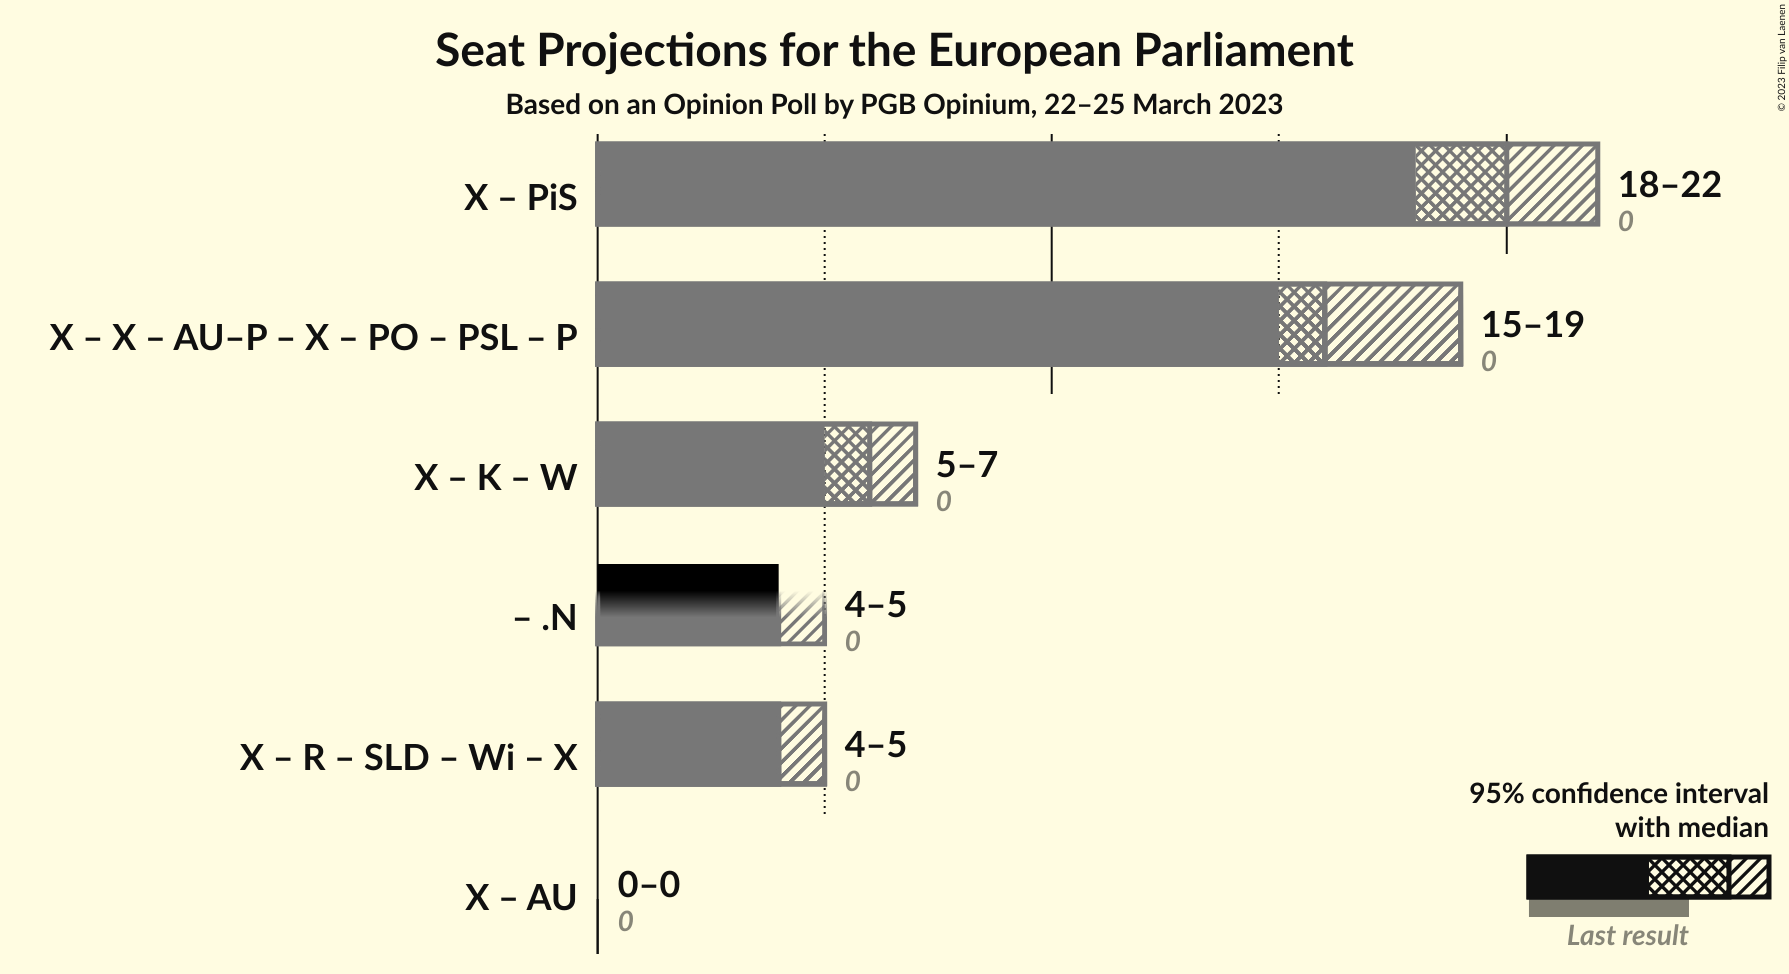 Seat Projections for the European Parliament
Based on an Opinion Poll by PGB Opinium, 22–25 March 2023
© 2023 Filip van Laenen
X – PiS
18–22
0
X – X – AU–P – X – PO – PSL – P
15–19
0
X – K – W
5–7
0
– .N
4–5
0
X – R – SLD – Wi – X
4–5
0
X – AU
0–0
0
95% confidence interval
with median
Last result